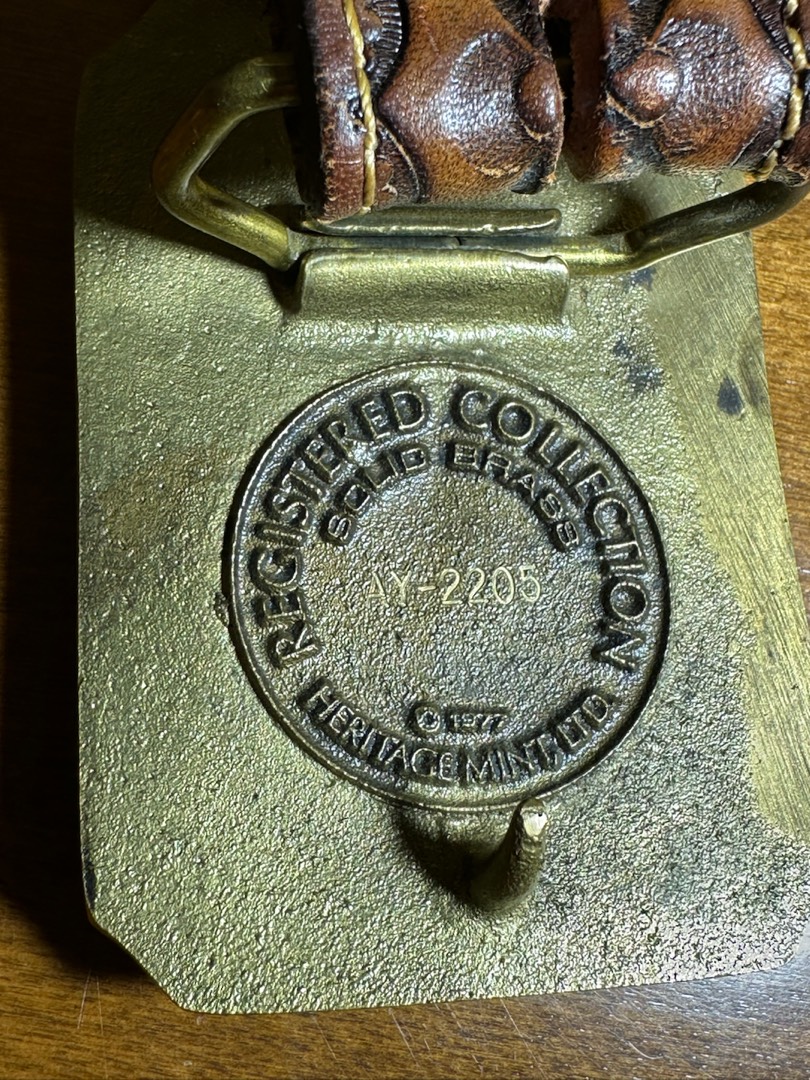 REGISTERED COLLECTION
SOLID BRASS
AY-2205
© 1977
HERITAGE MINT, LTD.